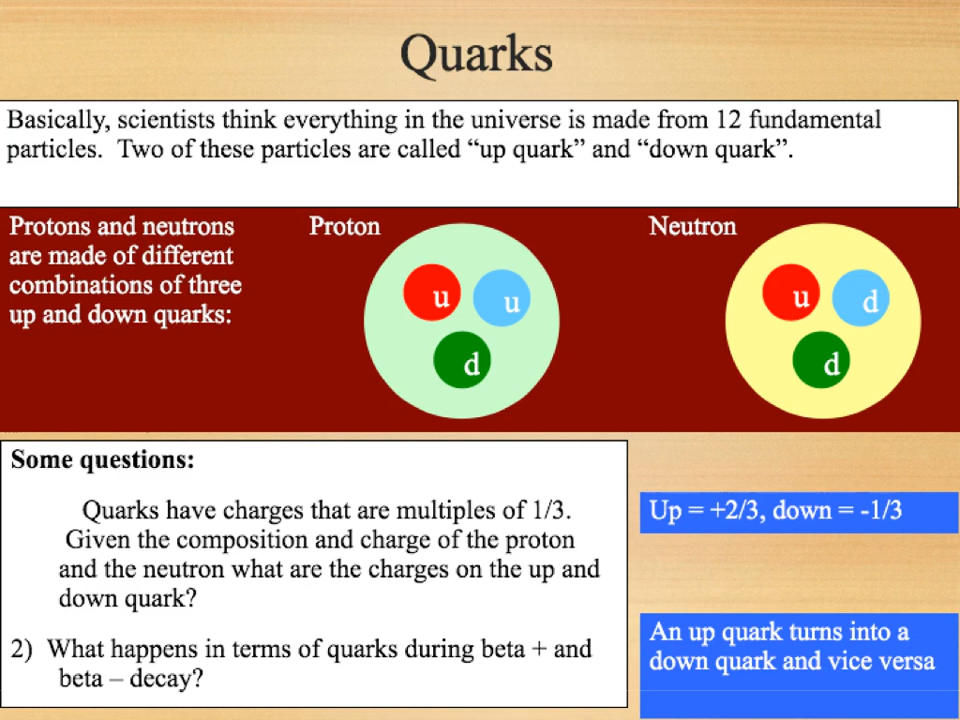 Quarks
Basically, scientists think everything in the universe is made from 12 fundamental
particles. Two of these particles are called “up quark” and “down quark”.
Protons and neutrons
are made of different
combinations of three
up and down quarks:
Proton
u
u
d
Neutron
u
d
d
Some questions:
Quarks have charges that are multiples of 1/3.
Given the composition and charge of the proton
and the neutron what are the charges on the up and
down quark?
2) What happens in terms of quarks during beta + and
beta – decay?
Up = +2/3, down = -1/3
An up quark turns into a
down quark and vice versa